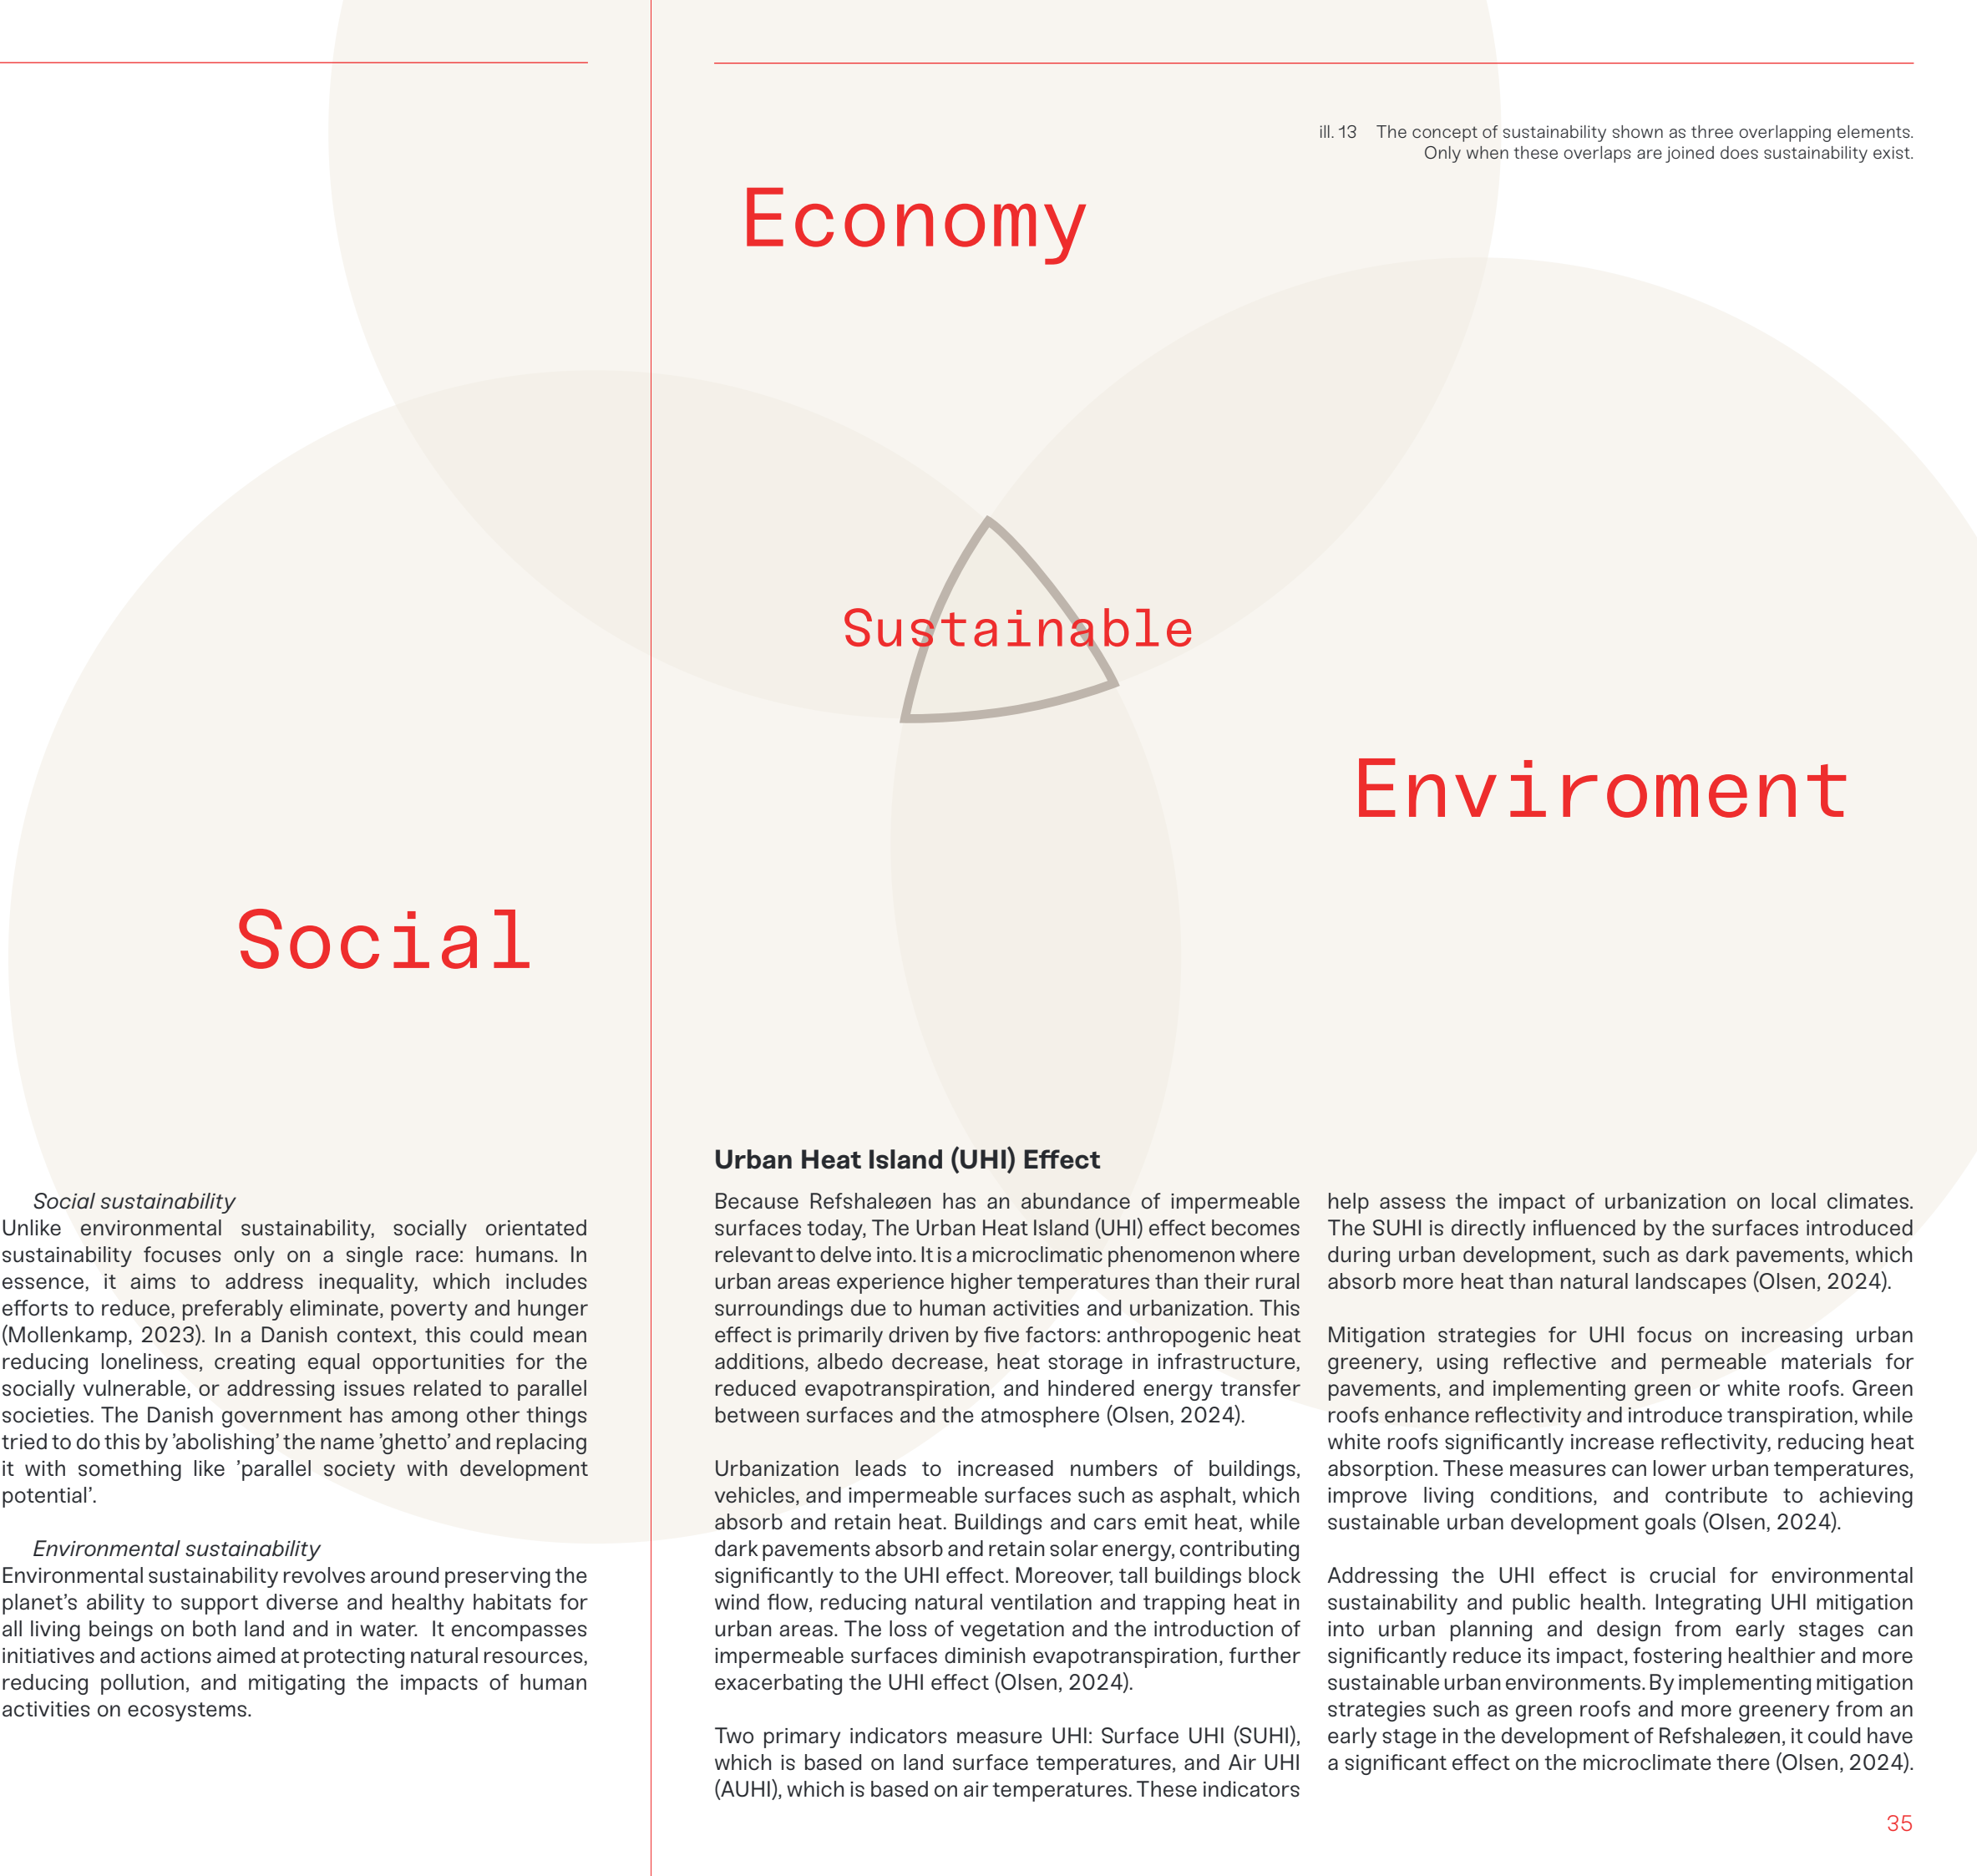 ill. 13 The concept of sustainability shown as three overlapping elements.
Only when these overlaps are joined does sustainability exist.
Economy
Sustainable
Enviroment
Social
Social sustainability
Unlike environmental sustainability, socially orientated
sustainability focuses only on a single race: humans. In
essence, it aims to address inequality, which includes
efforts to reduce, preferably eliminate, poverty and hunger
(Mollenkamp, 2023). In a Danish context, this could mean
reducing loneliness, creating equal opportunities for the
socially vulnerable, or addressing issues related to parallel
societies. The Danish government has among other things
tried to do this by ’abolishing’ the name ’ghetto’ and replacing
it with something like ’parallel society with development
potential’.
Environmental sustainability
Environmental sustainability revolves around preserving the
planet’s ability to support diverse and healthy habitats for
all living beings on both land and in water. It encompasses
initiatives and actions aimed at protecting natural resources,
reducing pollution, and mitigating the impacts of human
activities on ecosystems.
Urban Heat Island (UHI) Effect
Because Refshaleøen has an abundance of impermeable
surfaces today, The Urban Heat Island (UHI) effect becomes
relevant to delve into. It is a microclimatic phenomenon where
urban areas experience higher temperatures than their rural
surroundings due to human activities and urbanization. This
effect is primarily driven by five factors: anthropogenic heat
additions, albedo decrease, heat storage in infrastructure,
reduced evapotranspiration, and hindered energy transfer
between surfaces and the atmosphere (Olsen, 2024).
Urbanization leads to increased numbers of buildings,
vehicles, and impermeable surfaces such as asphalt, which
absorb and retain heat. Buildings and cars emit heat, while
dark pavements absorb and retain solar energy, contributing
significantly to the UHI effect. Moreover, tall buildings block
wind flow, reducing natural ventilation and trapping heat in
urban areas. The loss of vegetation and the introduction of
impermeable surfaces diminish evapotranspiration, further
exacerbating the UHI effect (Olsen, 2024).
Two primary indicators measure UHI: Surface UHI (SUHI),
which is based on land surface temperatures, and Air UHI
(AUHI), which is based on air temperatures. These indicators
help assess the impact of urbanization on local climates.
The SUHI is directly influenced by the surfaces introduced
during urban development, such as dark pavements, which
absorb more heat than natural landscapes (Olsen, 2024).
Mitigation strategies for UHI focus on increasing urban
greenery, using reflective and permeable materials for
pavements, and implementing green or white roofs. Green
roofs enhance reflectivity and introduce transpiration, while
white roofs significantly increase reflectivity, reducing heat
absorption. These measures can lower urban temperatures,
improve living conditions, and contribute to achieving
sustainable urban development goals (Olsen, 2024).
Addressing the UHI effect is crucial for environmental
sustainability and public health. Integrating UHI mitigation
into urban planning and design from early stages can
significantly reduce its impact, fostering healthier and more
sustainable urban environments. By implementing mitigation
strategies such as green roofs and more greenery from an
early stage in the development of Refshaleøen, it could have
a significant effect on the microclimate there (Olsen, 2024).
35